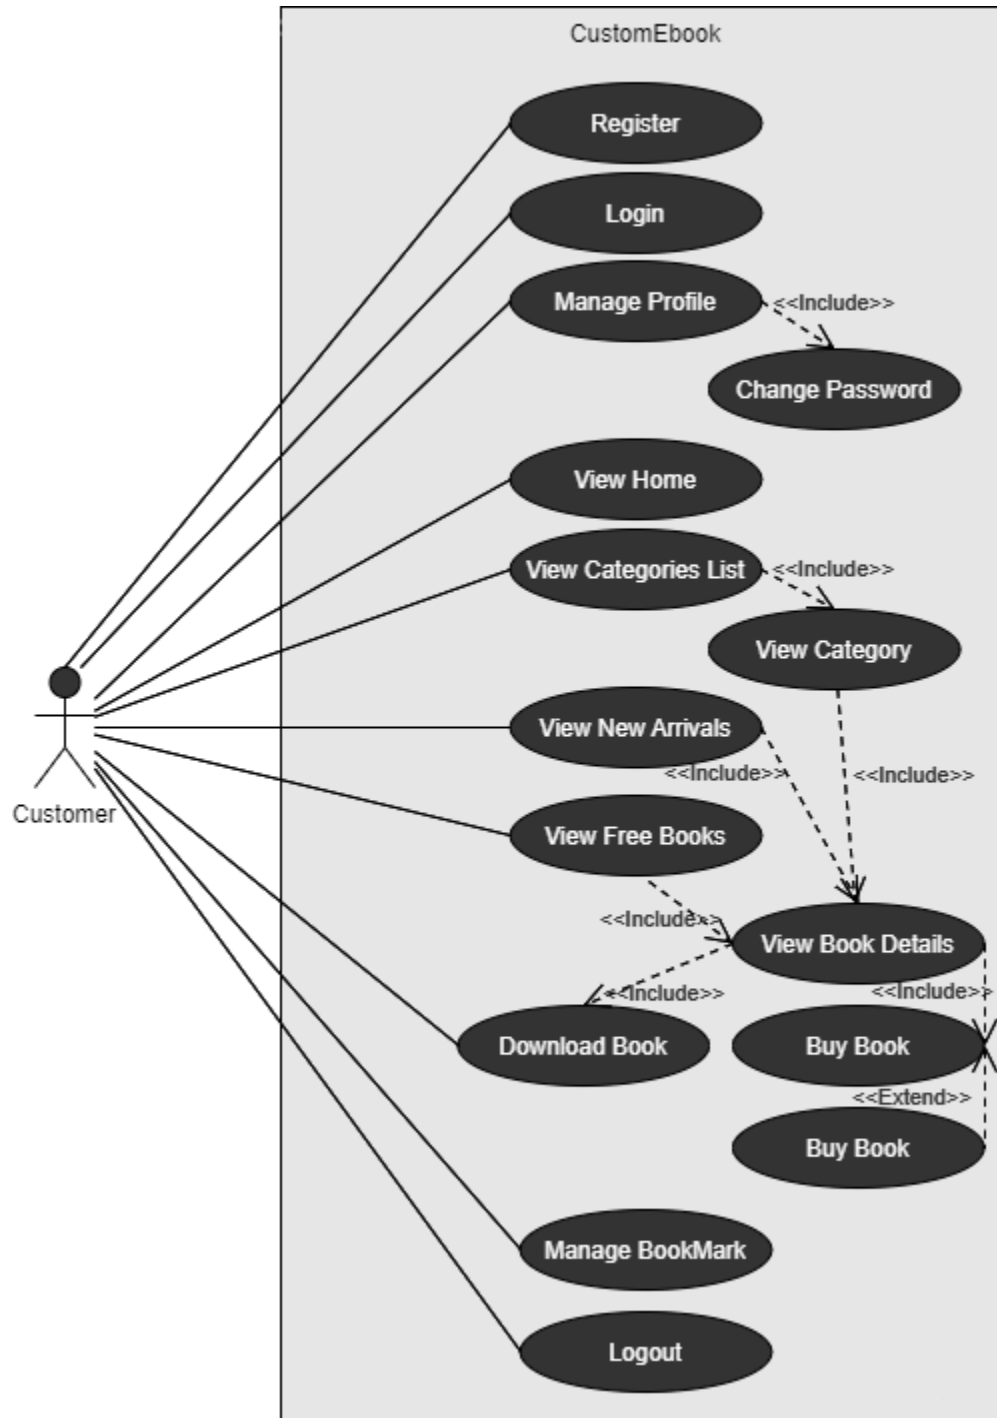 CustomEbook
Register
Login
Manage Profile
<<Include>>
Change Password
View Home
View Categories List
<<Include>>
View Category
View New Arrivals
<<Include>>
<<Include>>
Customer
View Free Books
<<Include>>
View Book Details
<<Include>>
<<Include>>
Download Book
Buy Book
<<Extend>>
Buy Book
Manage BookMark
Logout